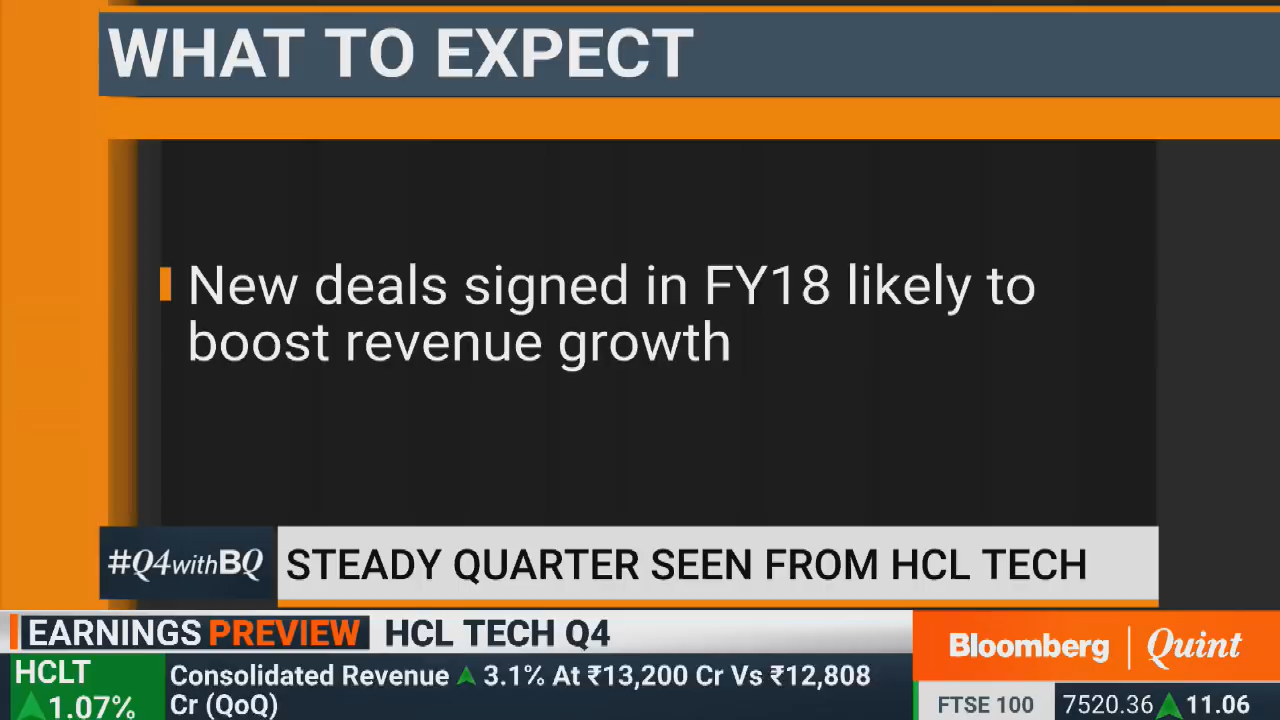 WHAT TO EXPECT
New deals signed in FY18 likely to
boost revenue growth
#Q4withBQ STEADY QUARTER SEEN FROM HCL TECH
EARNINGS PREVIEW HCL TECH Q4
Bloomberg | Quint
HCLT
▲1.07%
Consolidated Revenue ▲ 3.1% At ₹13,200 Cr Vs ₹12,808
Cr (QoQ)
FTSE 100 7520.36 ▲ 11.06